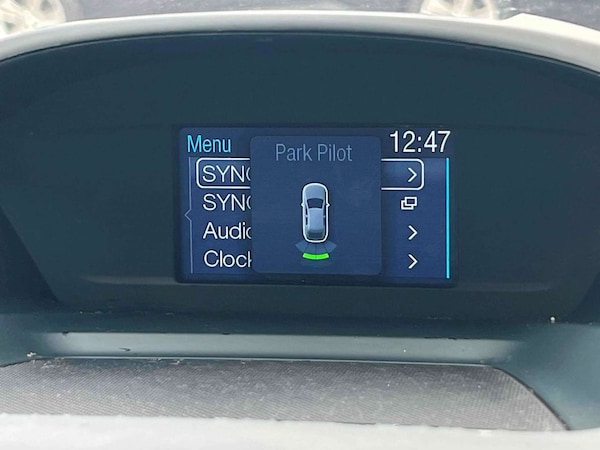 Menu
12:47
Park Pilot
SYNC
SYNC
Audio
Clock